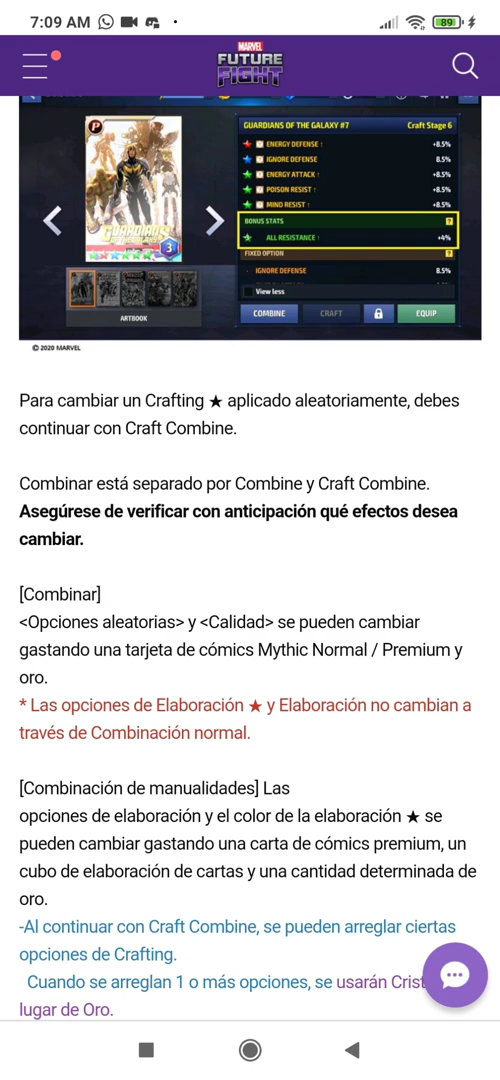 7:09 AM
89
MARVEL
FUTURE
FIGHT
GUARDIANS OF THE GALAXY #7 Craft Stage 6
ENERGY DEFENSE ↑ +8.5%
IGNORE DEFENSE 8.5%
ENERGY ATTACK ↑ +8.5%
POISON RESIST ↑ +8.5%
MIND RESIST ↑ +8.5%
BONUS STATS ?
ALL RESISTANCE ↑ +4%
FIXED OPTION ?
IGNORE DEFENSE 8.5%
View less
COMBINE CRAFT EQUIP
P
GUARDIANS
3
ARTBOOK
© 2020 MARVEL
Para cambiar un Crafting ★ aplicado aleatoriamente, debes
continuar con Craft Combine.
Combinar está separado por Combine y Craft Combine.
Asegúrese de verificar con anticipación qué efectos desea
cambiar.
[Combinar]
<Opciones aleatorias> y <Calidad> se pueden cambiar
gastando una tarjeta de cómics Mythic Normal / Premium y
oro.
* Las opciones de Elaboración ★ y Elaboración no cambian a
través de Combinación normal.
[Combinación de manualidades] Las
opciones de elaboración y el color de la elaboración ★ se
pueden cambiar gastando una carta de cómics premium, un
cubo de elaboración de cartas y una cantidad determinada de
oro.
-Al continuar con Craft Combine, se pueden arreglar ciertas
opciones de Crafting.
Cuando se arreglan 1 o más opciones, se usarán Crist
lugar de Oro.